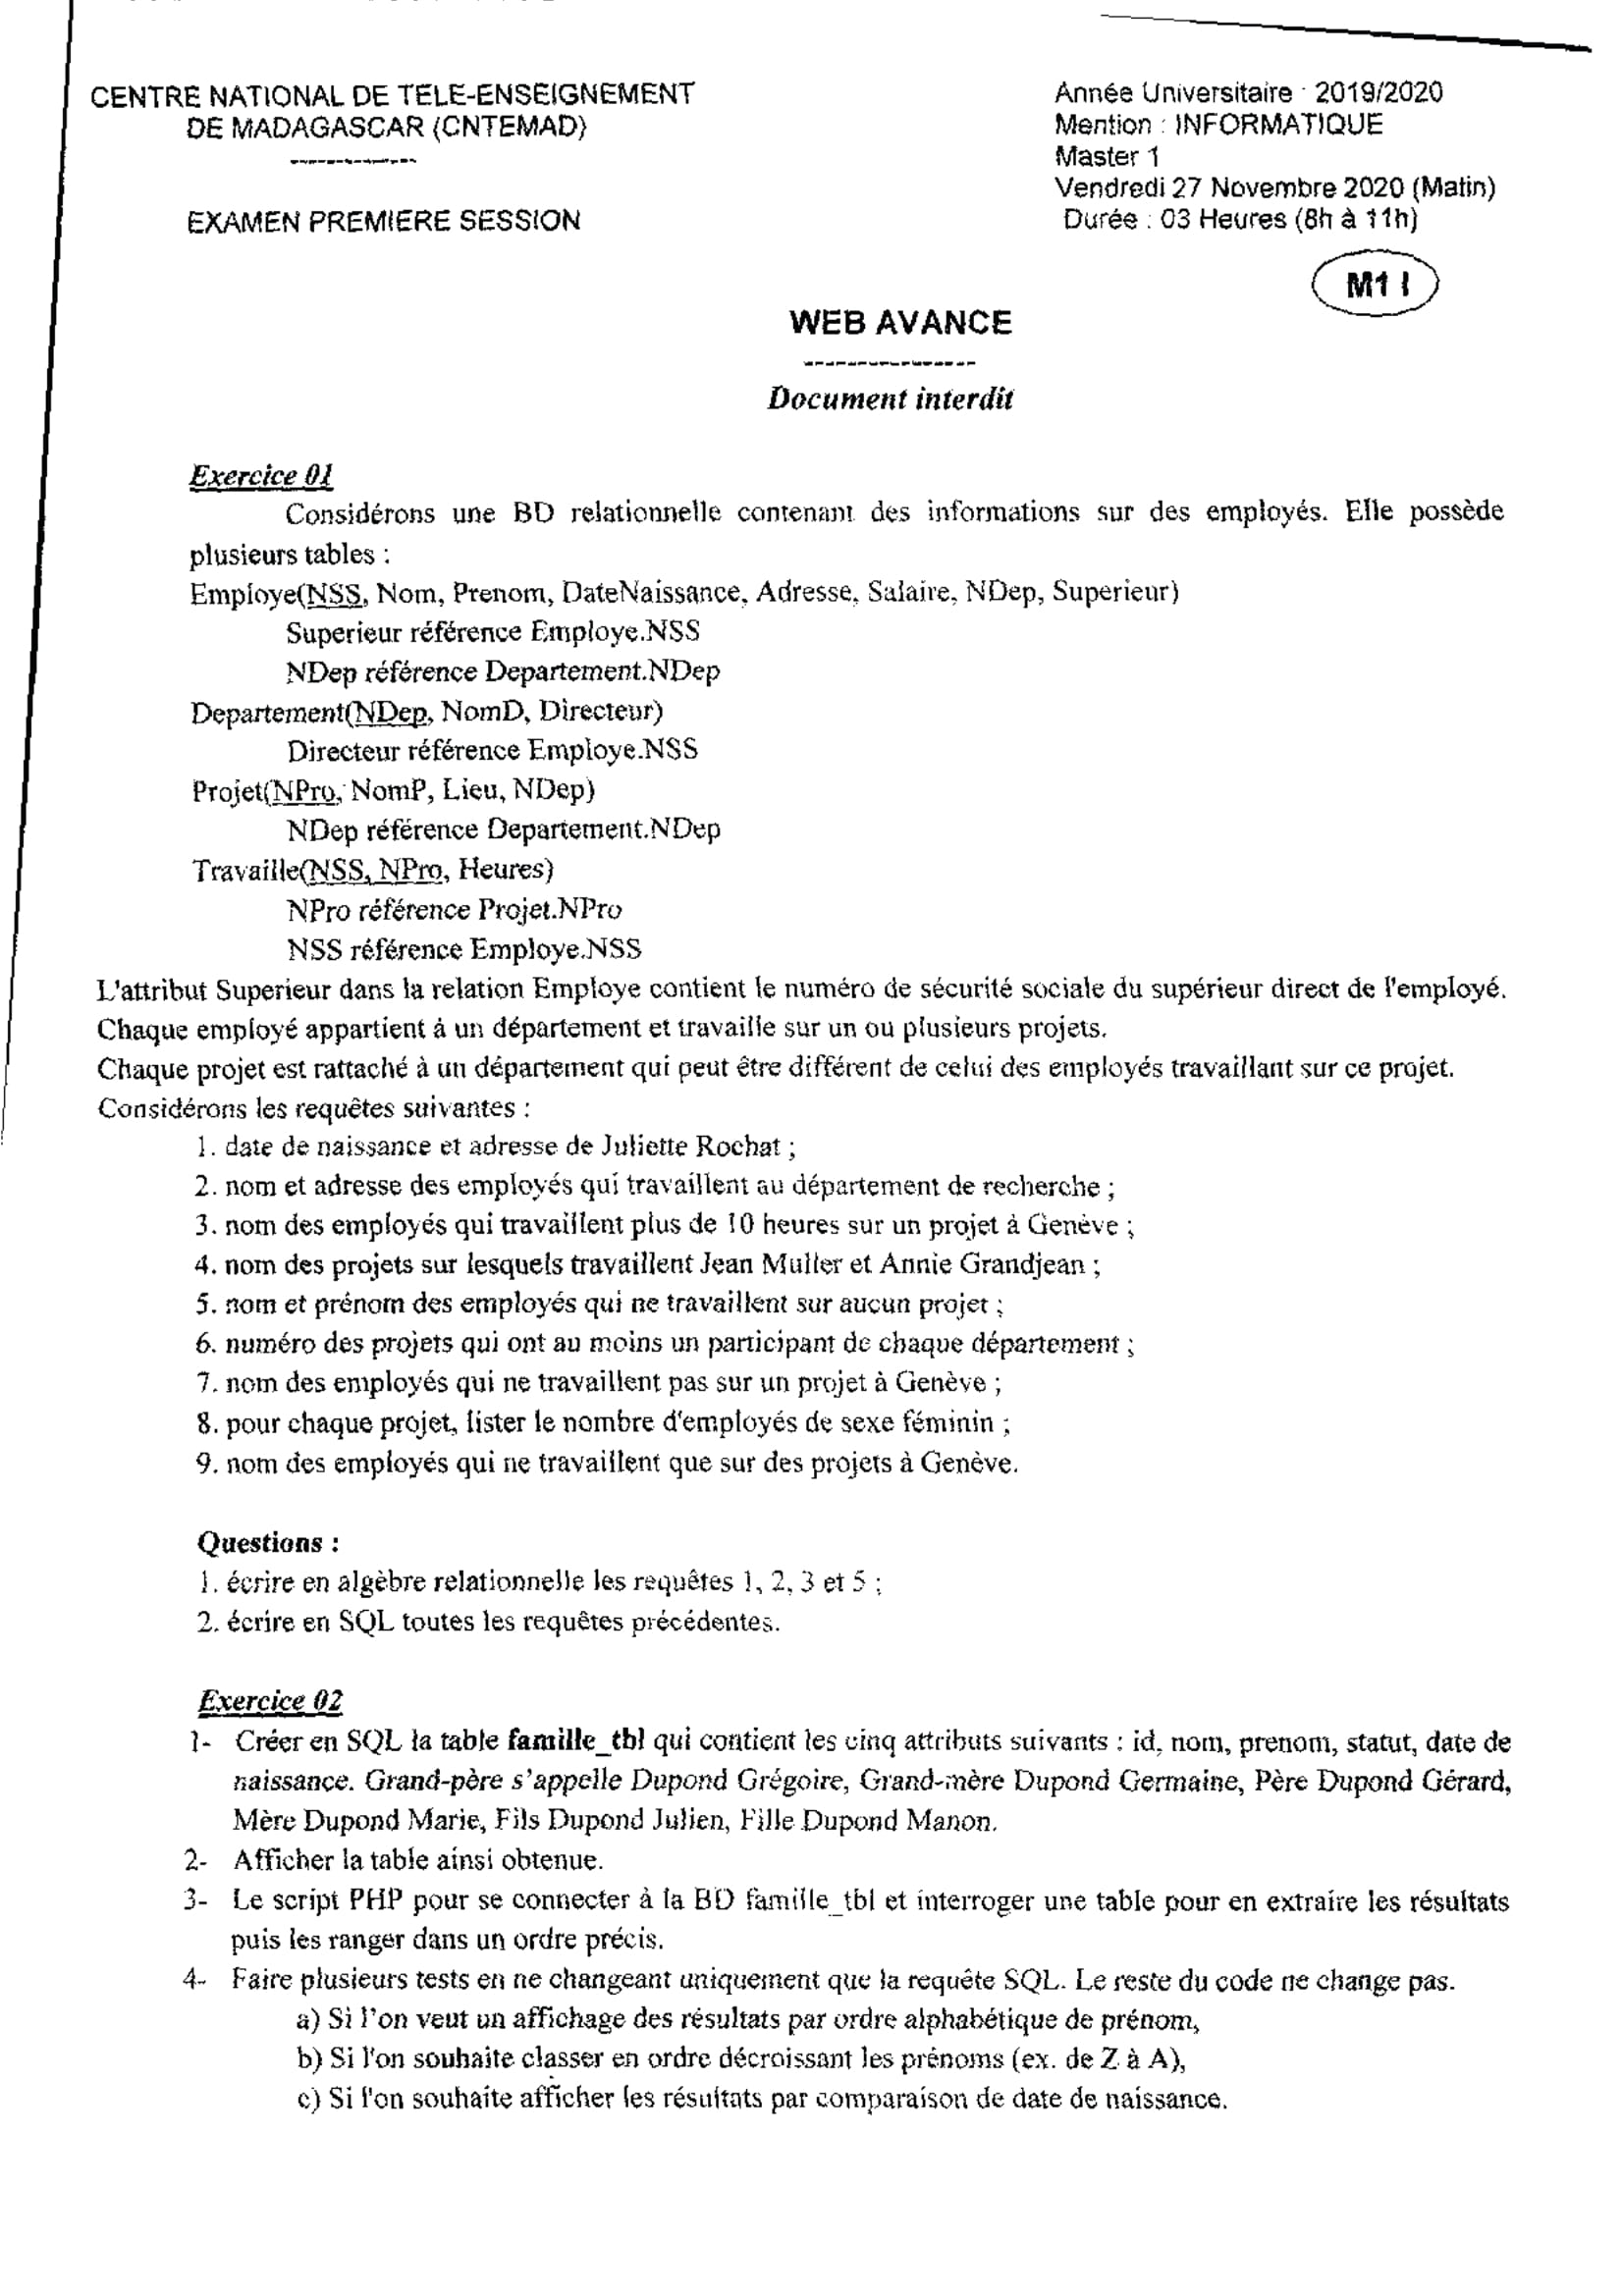 CENTRE NATIONAL DE TELE-ENSEIGNEMENT
DE MADAGASCAR (CNTEMAD)
--------------
EXAMEN PREMIERE SESSION
Année Universitaire : 2019/2020
Mention : INFORMATIQUE
Master 1
Vendredi 27 Novembre 2020 (Matin)
Durée : 03 Heures (8h à 11h)
M1 I
WEB AVANCE
----------------
Document interdit
Exercice 01
Considérons une BD relationnelle contenant des informations sur des employés. Elle possède
plusieurs tables :
Employe(NSS, Nom, Prenom, DateNaissance, Adresse, Salaire, NDep, Superieur)
Superieur référence Employe.NSS
NDep référence Departement.NDep
Departement(NDep, NomD, Directeur)
Directeur référence Employe.NSS
Projet(NPro, NomP, Lieu, NDep)
NDep référence Departement.NDep
Travaille(NSS, NPro, Heures)
NPro référence Projet.NPro
NSS référence Employe.NSS
L'attribut Superieur dans la relation Employe contient le numéro de sécurité sociale du supérieur direct de l'employé.
Chaque employé appartient à un département et travaille sur un ou plusieurs projets.
Chaque projet est rattaché à un département qui peut être différent de celui des employés travaillant sur ce projet.
Considérons les requêtes suivantes :
1. date de naissance et adresse de Juliette Rochat ;
2. nom et adresse des employés qui travaillent au département de recherche ;
3. nom des employés qui travaillent plus de 10 heures sur un projet à Genève ;
4. nom des projets sur lesquels travaillent Jean Muller et Annie Grandjean ;
5. nom et prénom des employés qui ne travaillent sur aucun projet ;
6. numéro des projets qui ont au moins un participant de chaque département ;
7. nom des employés qui ne travaillent pas sur un projet à Genève ;
8. pour chaque projet, lister le nombre d'employés de sexe féminin ;
9. nom des employés qui ne travaillent que sur des projets à Genève.
Questions :
1. écrire en algèbre relationnelle les requêtes 1, 2, 3 et 5 ;
2. écrire en SQL toutes les requêtes précédentes.
Exercice 02
1- Créer en SQL la table famille_tbl qui contient les cinq attributs suivants : id, nom, prenom, statut, date de
naissance. Grand-père s'appelle Dupond Grégoire, Grand-mère Dupond Germaine, Père Dupond Gérard,
Mère Dupond Marie, Fils Dupond Julien, Fille Dupond Manon.
2- Afficher la table ainsi obtenue.
3- Le script PHP pour se connecter à la BD famille_tbl et interroger une table pour en extraire les résultats
puis les ranger dans un ordre précis.
4- Faire plusieurs tests en ne changeant uniquement que la requête SQL. Le reste du code ne change pas.
a) Si l'on veut un affichage des résultats par ordre alphabétique de prénom,
b) Si l'on souhaite classer en ordre décroissant les prénoms (ex. de Z à A),
c) Si l'on souhaite afficher les résultats par comparaison de date de naissance.